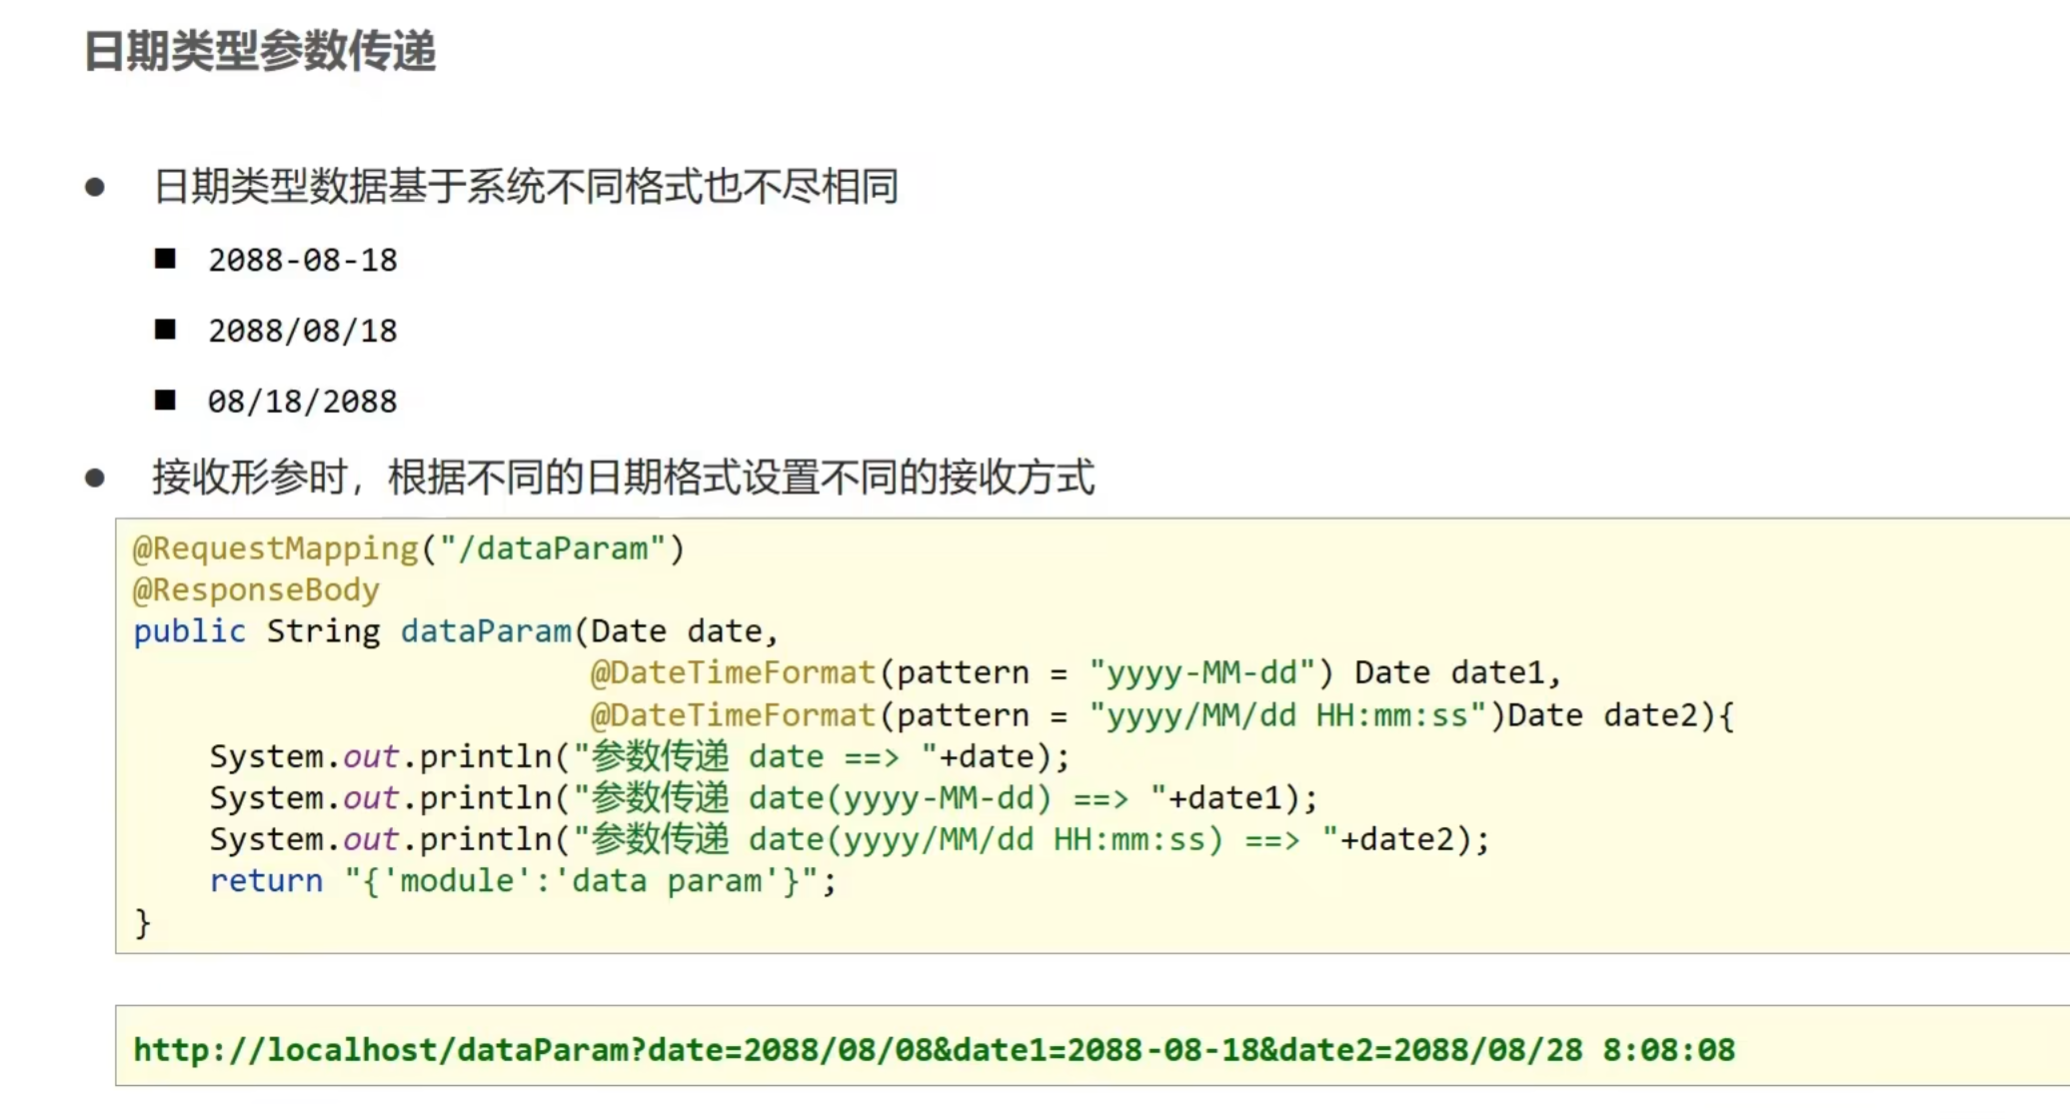 日期类型参数传递
● 日期类型数据基于系统不同格式也不尽相同
■ 2088-08-18
■ 2088/08/18
■ 08/18/2088
● 接收形参时，根据不同的日期格式设置不同的接收方式
@RequestMapping("/dataParam")
@ResponseBody
public String dataParam(Date date,
                        @DateTimeFormat(pattern = "yyyy-MM-dd") Date date1,
                        @DateTimeFormat(pattern = "yyyy/MM/dd HH:mm:ss")Date date2){
    System.out.println("参数传递 date ==> "+date);
    System.out.println("参数传递 date(yyyy-MM-dd) ==> "+date1);
    System.out.println("参数传递 date(yyyy/MM/dd HH:mm:ss) ==> "+date2);
    return "{'module':'data param'}";
}
http://localhost/dataParam?date=2088/08/08&date1=2088-08-18&date2=2088/08/28 8:08:08